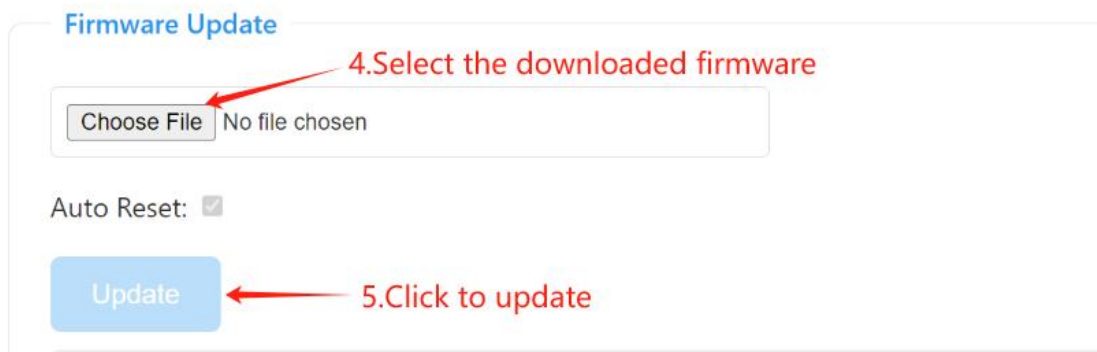 Firmware Update
4.Select the downloaded firmware
Choose File No file chosen
Auto Reset:
Update
5.Click to update